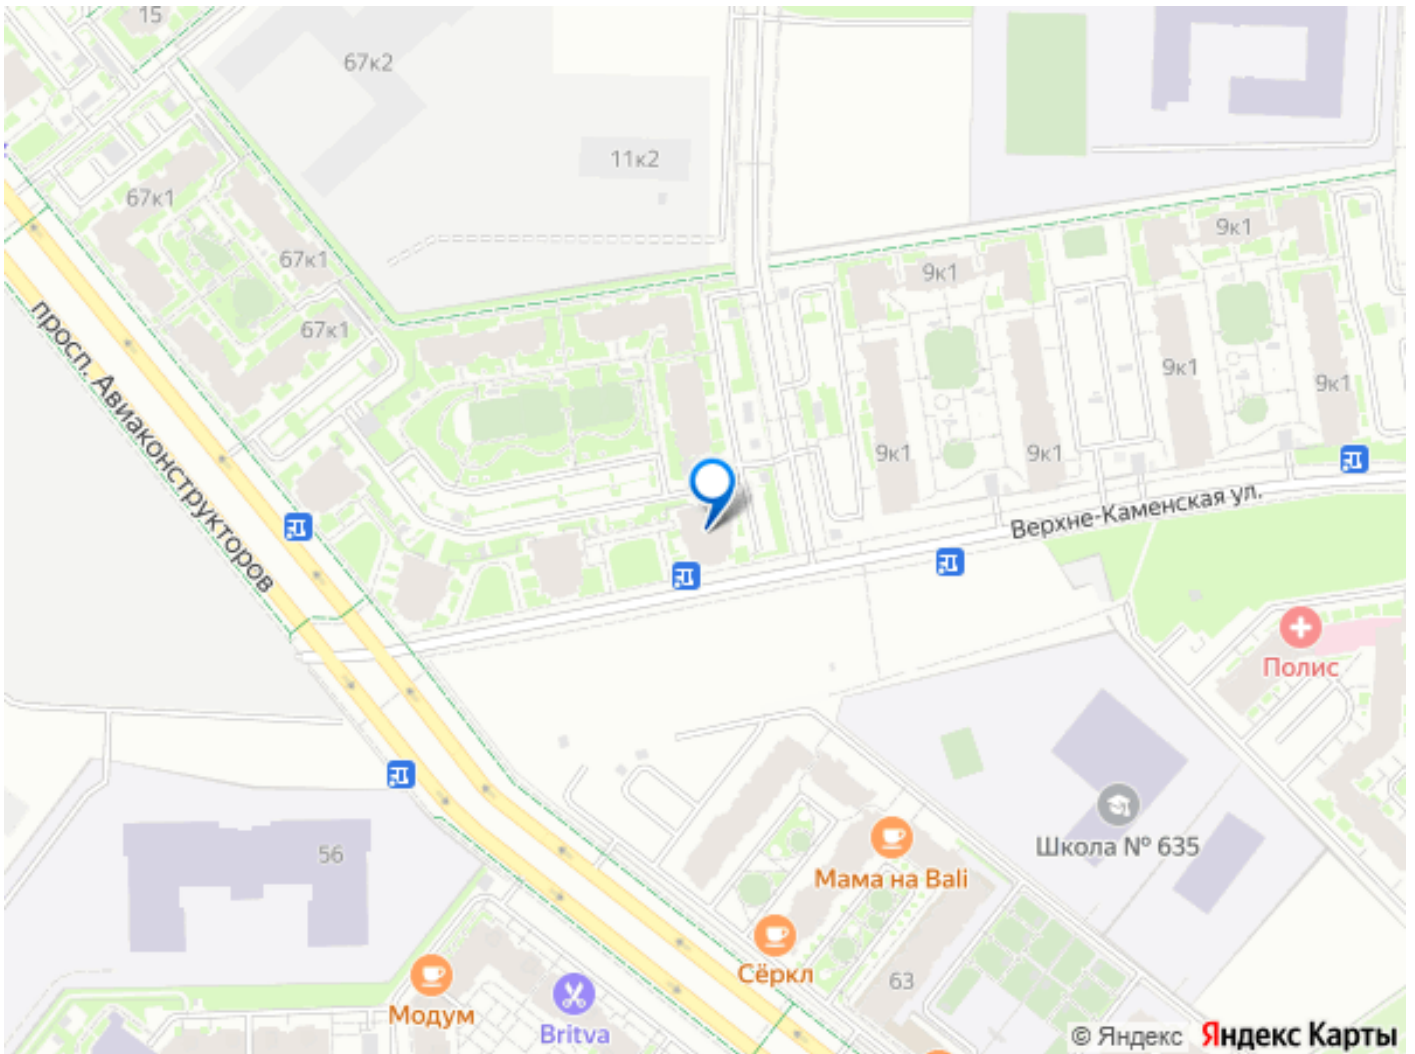 15
67к2
11к2
67к1
9к1
9к1
67к1
67к1
9к1
9к1
просп. Авиаконструкторов
9к1
9к1
Верхне-Каменская ул.
Полис
Школа № 635
56
Мама на Bali
Сёркл
63
Модум
Britva
© Яндекс Яндекс Карты